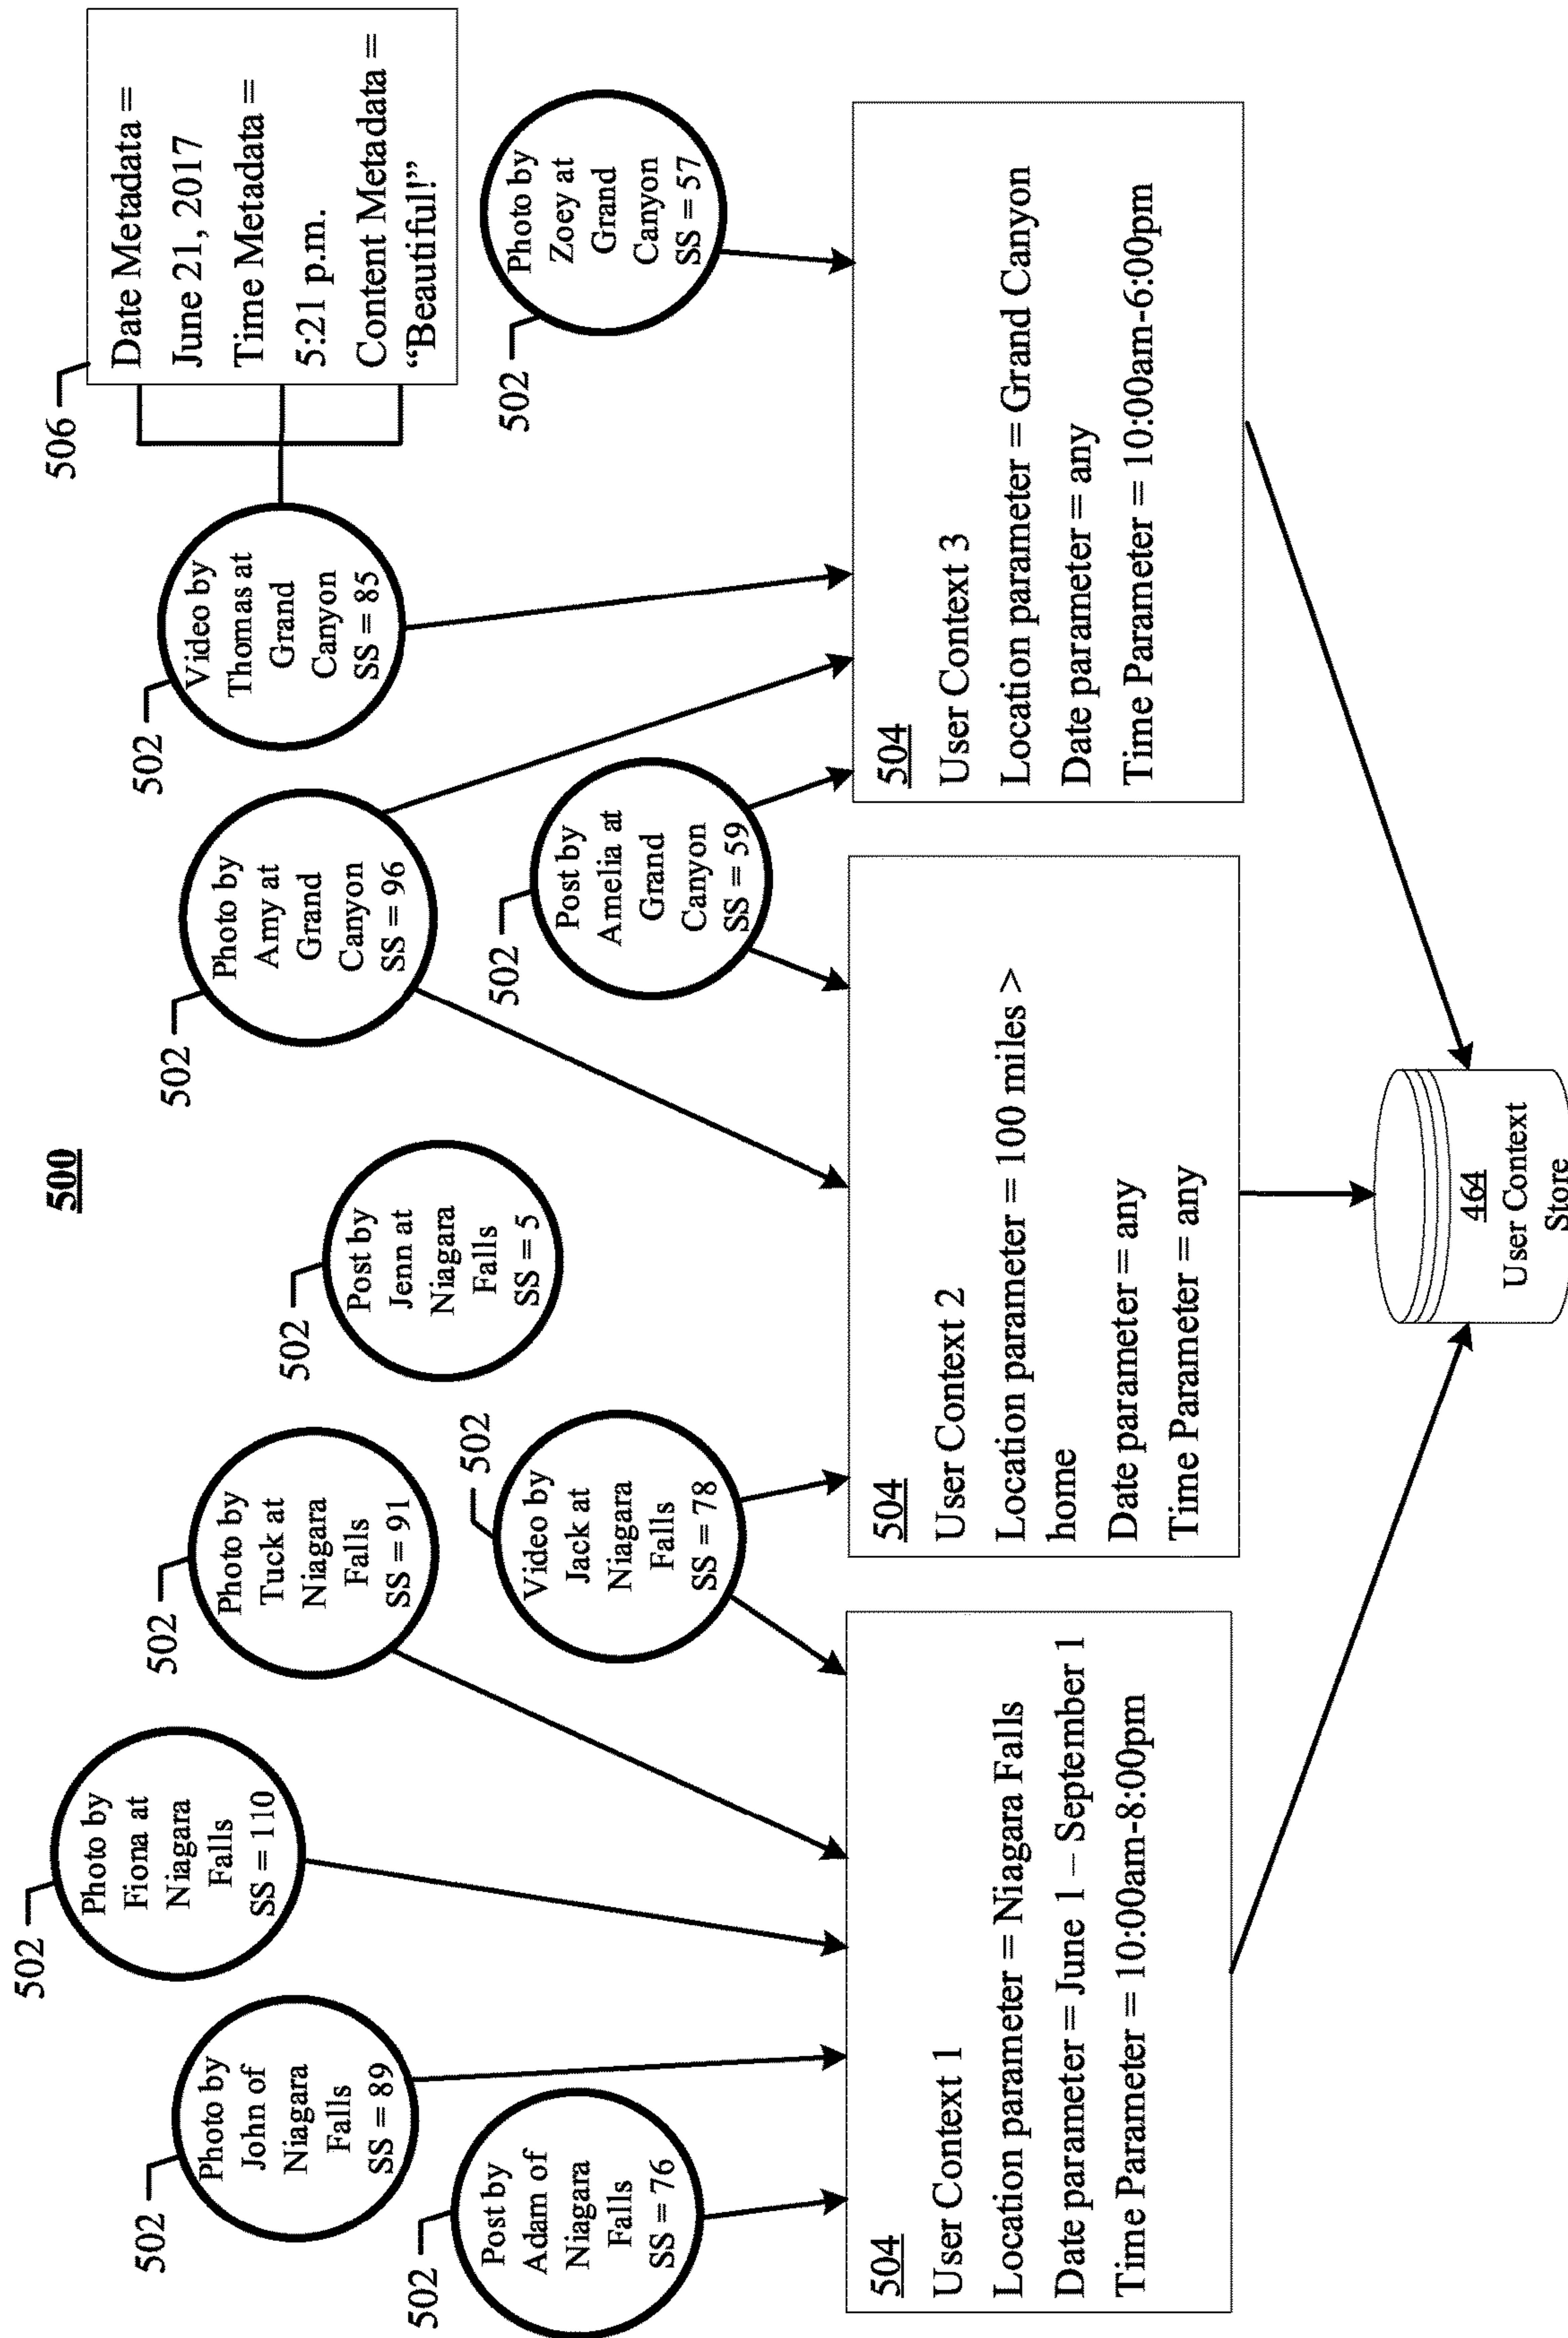 500
502
Photo by
Fiona at
Niagara
Falls
SS = 110
502
Photo by
John of
Niagara
Falls
SS = 89
502
Post by
Adam of
Niagara
Falls
SS = 76
502
Photo by
Tuck at
Niagara
Falls
SS = 91
502
Video by
Jack at
Niagara
Falls
SS = 78
502
Post by
Jenn at
Niagara
Falls
SS = 5
502
Photo by
Amy at
Grand
Canyon
SS = 96
502
Post by
Amelia at
Grand
Canyon
SS = 59
502
Video by
Thomas at
Grand
Canyon
SS = 85
506
Date Metadata =
June 21, 2017
Time Metadata =
5:21 p.m.
Content Metadata =
“Beautiful!”
502
Photo by
Zoey at
Grand
Canyon
SS = 57
504
User Context 1
Location parameter = Niagara Falls
Date parameter = June 1 – September 1
Time Parameter = 10:00am-8:00pm
504
User Context 2
Location parameter = 100 miles >
home
Date parameter = any
Time Parameter = any
504
User Context 3
Location parameter = Grand Canyon
Date parameter = any
Time Parameter = 10:00am-6:00pm
464
User Context
Store